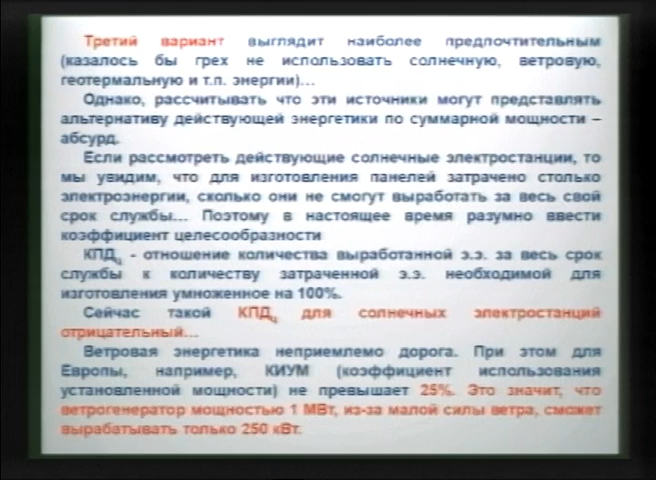 Третий вариант выглядит наиболее предпочтительным
(казалось бы грех не использовать солнечную, ветровую,
геотермальную и т.п. энергии)...
Однако, рассчитывать что эти источники могут представлять
альтернативу действующей энергетики по суммарной мощности –
абсурд.
Если рассмотреть действующие солнечные электростанции, то
мы увидим, что для изготовления панелей затрачено столько
электроэнергии, сколько они не смогут выработать за весь свой
срок службы... Поэтому в настоящее время разумно ввести
коэффициент целесообразности
КПДц - отношение количества выработанной э.э. за весь срок
службы к количеству затраченной э.э. необходимой для
изготовления умноженное на 100%.
Сейчас такой КПДц для солнечных электростанций
отрицательный...
Ветровая энергетика неприемлемо дорога. При этом для
Европы, например, КИУМ (коэффициент использования
установленной мощности) не превышает 25%. Это значит, что
ветрогенератор мощностью 1 МВт, из-за малой силы ветра, сможет
вырабатывать только 250 кВт.